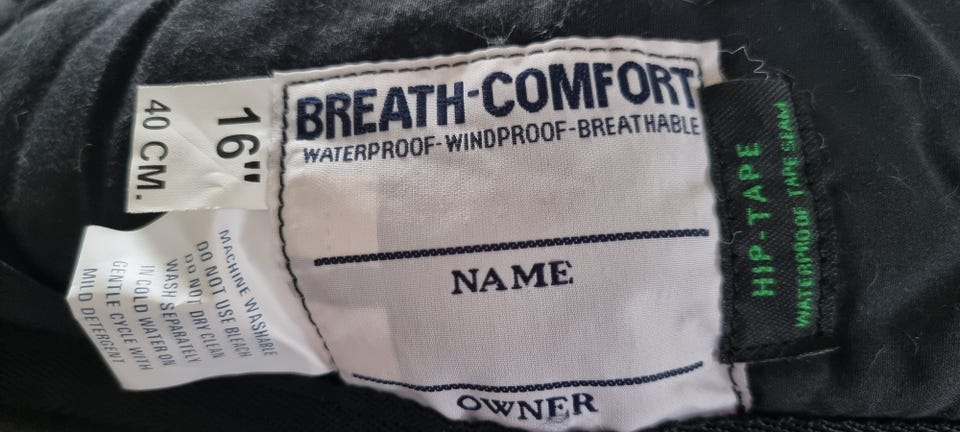 BREATH-COMFORT
WATERPROOF-WINDPROOF-BREATHABLE
NAME
OWNER
16"
40 CM.
MACHINE WASHABLE
DO NOT USE BLEACH
DO NOT DRY CLEAN
WASH SEPARATELY
IN COLD WATER ON
GENTLE CYCLE WITH
MILD DETERGENT
HIP-TAPE
WATERPROOF TAPE SEAM